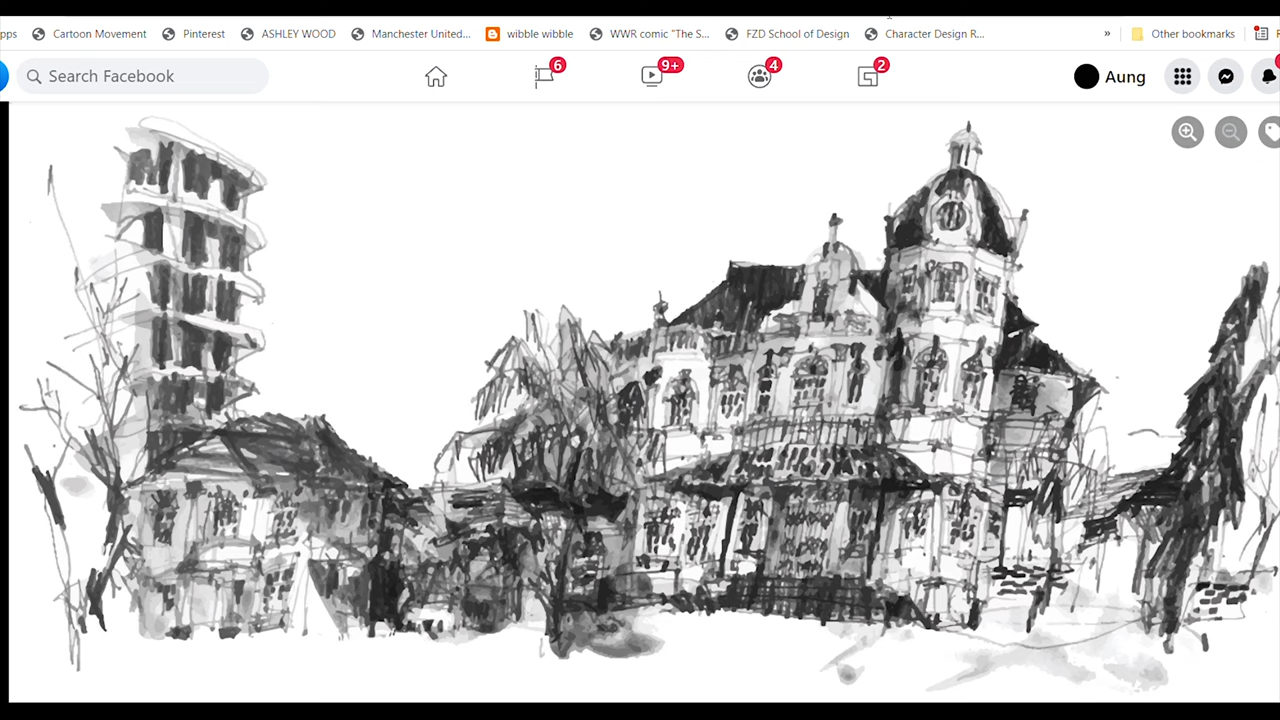 pps Cartoon Movement Pinterest ASHLEY WOOD Manchester United... wibble wibble WWR comic "The S... FZD School of Design Character Design R... » Other bookmarks R
Search Facebook 6 9+ 4 2 Aung